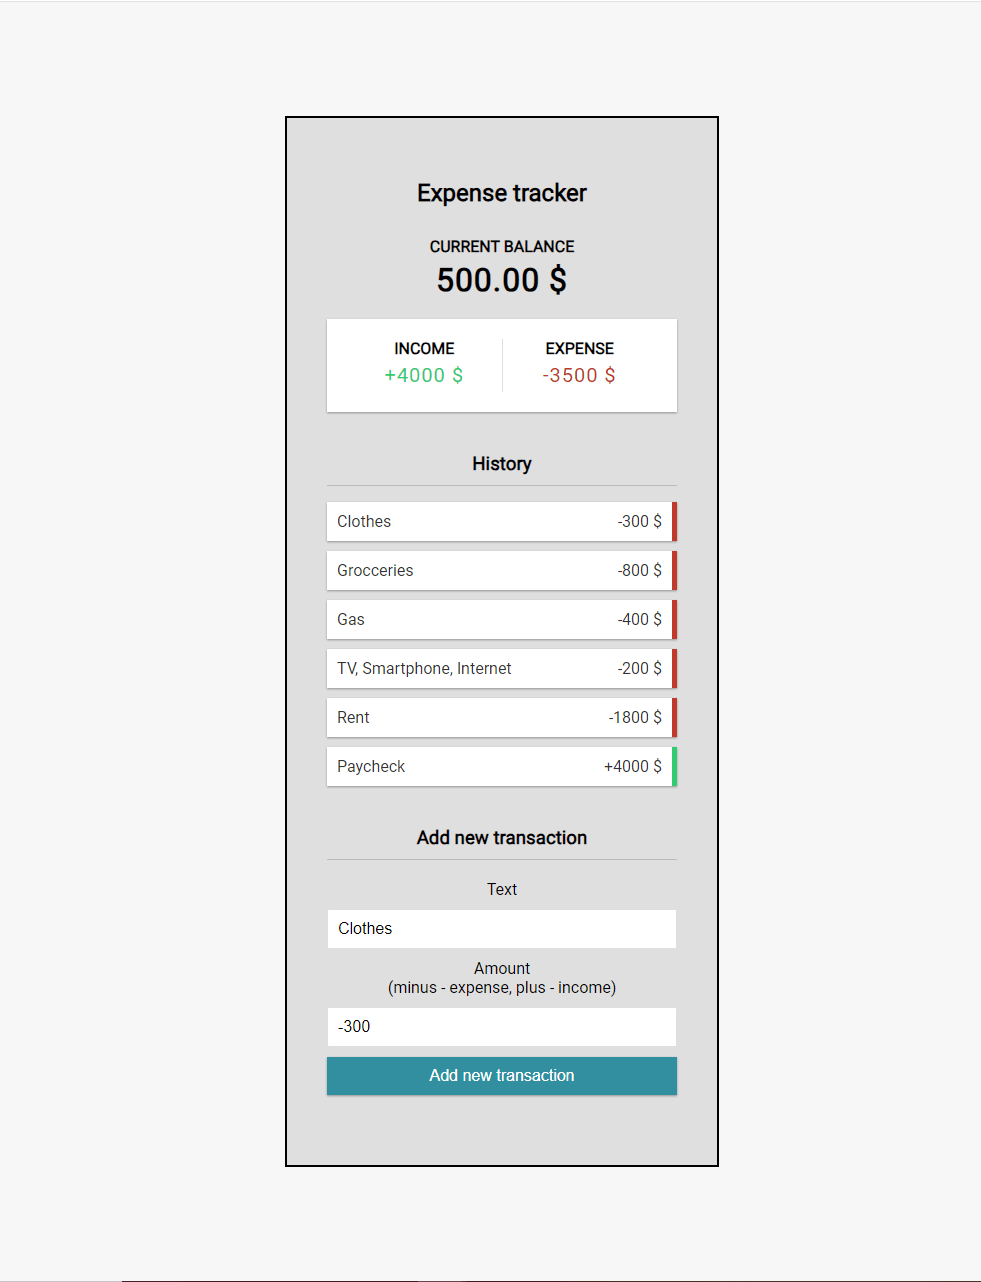 Expense tracker
CURRENT BALANCE
500.00 $
INCOME EXPENSE
+4000 $ -3500 $
History
Clothes -300 $
Grocceries -800 $
Gas -400 $
TV, Smartphone, Internet -200 $
Rent -1800 $
Paycheck +4000 $
Add new transaction
Text
Clothes
Amount
(minus - expense, plus - income)
-300
Add new transaction